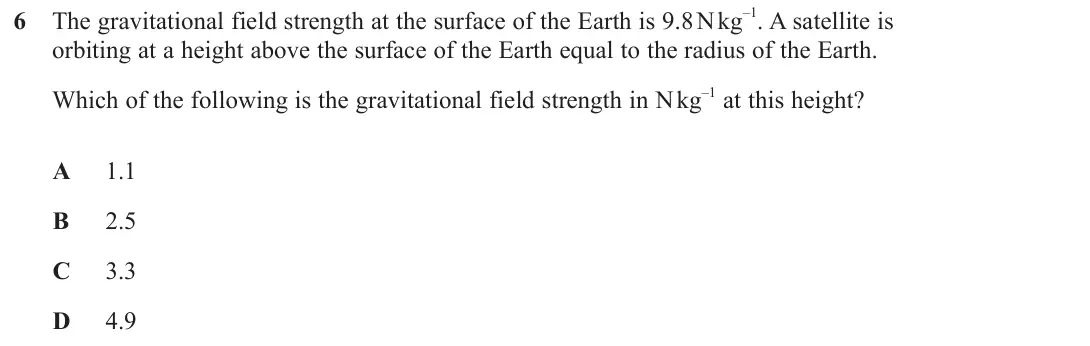 6 The gravitational field strength at the surface of the Earth is 9.8 N kg⁻¹. A satellite is
orbiting at a height above the surface of the Earth equal to the radius of the Earth.
Which of the following is the gravitational field strength in N kg⁻¹ at this height?
A 1.1
B 2.5
C 3.3
D 4.9